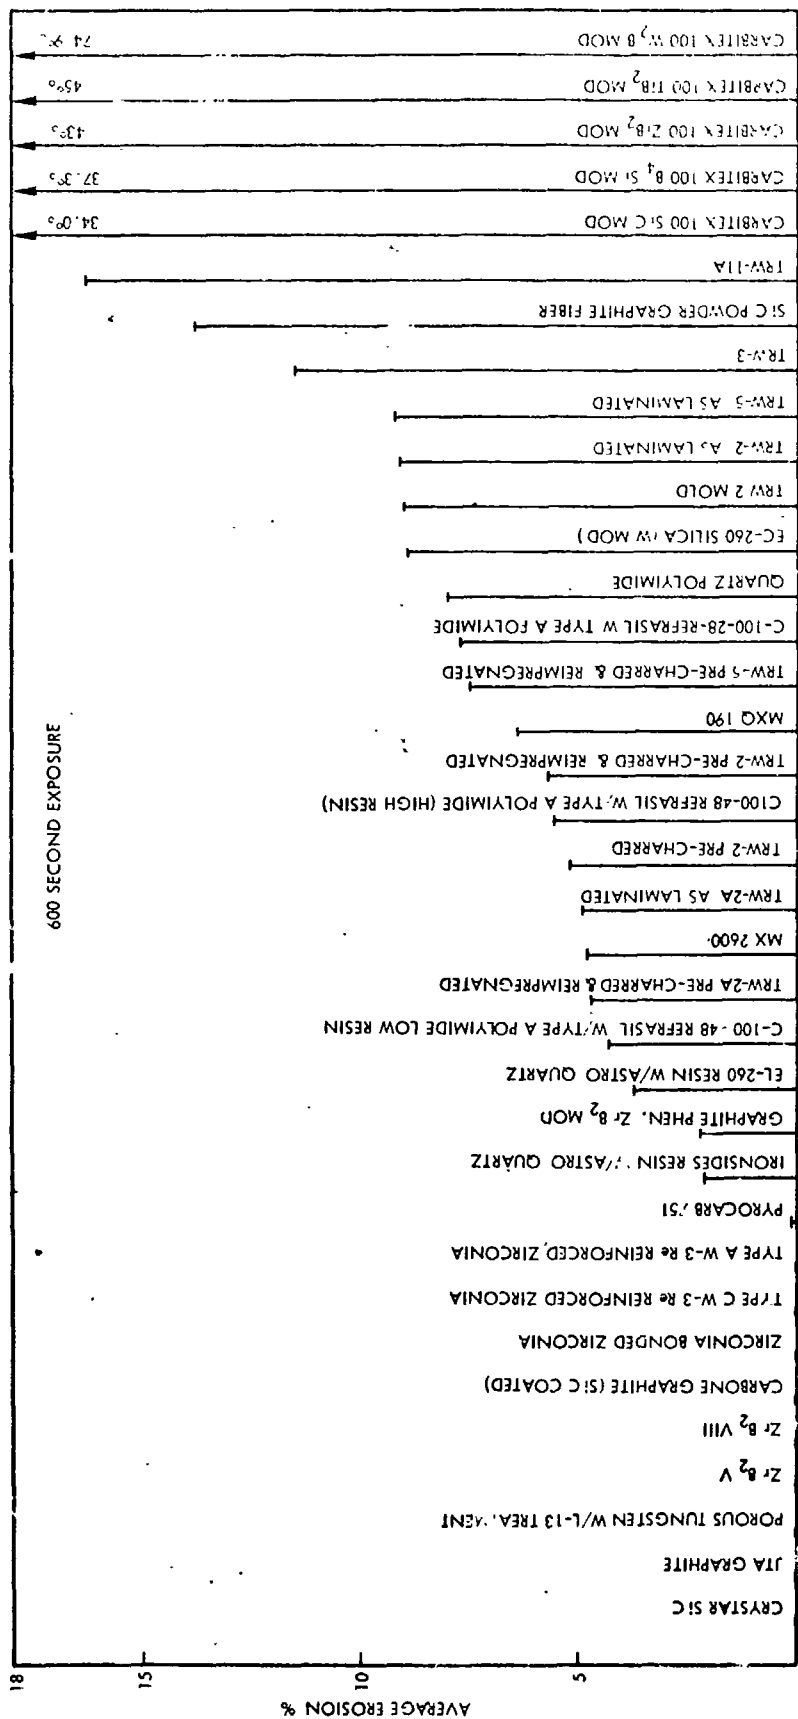 600 SECOND EXPOSURE
AVERAGE EROSION %
18
15
10
5
CRYSTAR SiC
JTA GRAPHITE
POROUS TUNGSTEN W/L-13
Zr B2 V
Zr B2 VIII
CARBONE GRAPHITE (SiC COATED)
ZIRCONIA BONDED ZIRCONIA
TYPE C W-3 Re REINFORCED ZIRCONIA
TYPE A W-3 Re REINFORCED, ZIRCONIA
PYROCARB
IRONSIDES RESIN W/ASTRO QUARTZ
GRAPHITE PHEN. Zr B2 MOD
EL-260 RESIN W/ASTRO QUARTZ
C-100-48 REFRASIL W/TYPE A POLYIMIDE LOW RESIN
TRW-2A PRE-CHARRED & REIMPREGNATED
MX 2600
TRW-2A AS LAMINATED
TRW-2 PRE-CHARRED
C100-48 REFRASIL W/TYPE A POLYIMIDE (HIGH RESIN)
TRW-2 PRE-CHARRED & REIMPREGNATED
MXQ 190
TRW-5 PRE-CHARRED & REIMPREGNATED
C-100-28-REFRASIL W TYPE A POLYIMIDE
QUARTZ POLYIMIDE
EC-260 SILICA (W MOD)
TRW 2 MOLD
TRW-2 AS LAMINATED
TRW-5 AS LAMINATED
TRW-3
SiC POWDER GRAPHITE FIBER
TRW-11A
CARBITEX 100 SiC MOD 34.0%
CARBITEX 100 B4 Si MOD 37.3%
CARBITEX 100 ZiB2 MOD 43%
CARBITEX 100 TiB2 MOD 45%
CARBITEX 100 W2B MOD 74.9%